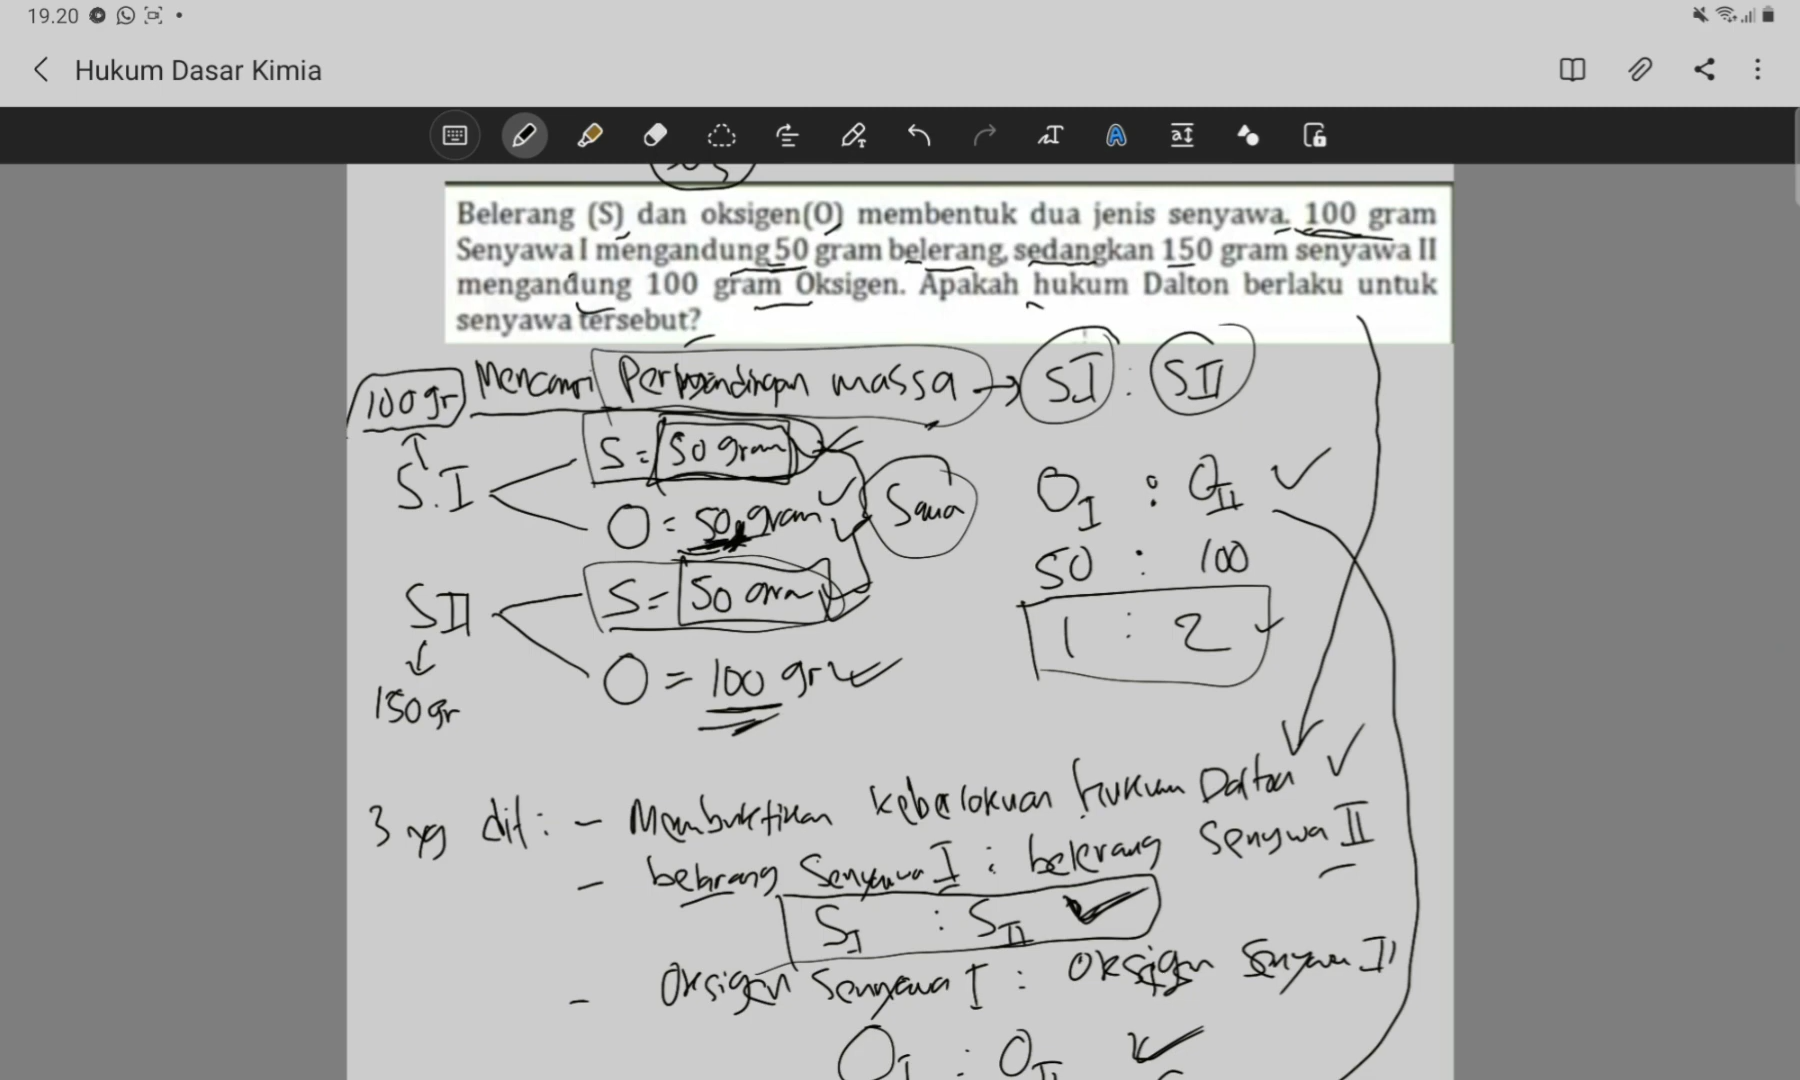 19.20
Hukum Dasar Kimia
Belerang (S) dan oksigen(O) membentuk dua jenis senyawa. 100 gram
Senyawa I mengandung 50 gram belerang, sedangkan 150 gram senyawa II
mengandung 100 gram Oksigen. Apakah hukum Dalton berlaku untuk
senyawa tersebut?
Mencari Perbandingan massa → SI : SII
100 gr
S = 50 gram
S.I
O = 50 gram
Sama
O I : O II
50 : 100
S = 50 gram
SII
1 : 2
O = 100 gr
150 gr
3 yg dit : - Membuktikan keberlakuan hukum Dalton
- belerang Senyawa I : belerang Senyawa II
S I : S II
- Oksigen Senyawa I : Oksigen Senyawa II
O I : O II